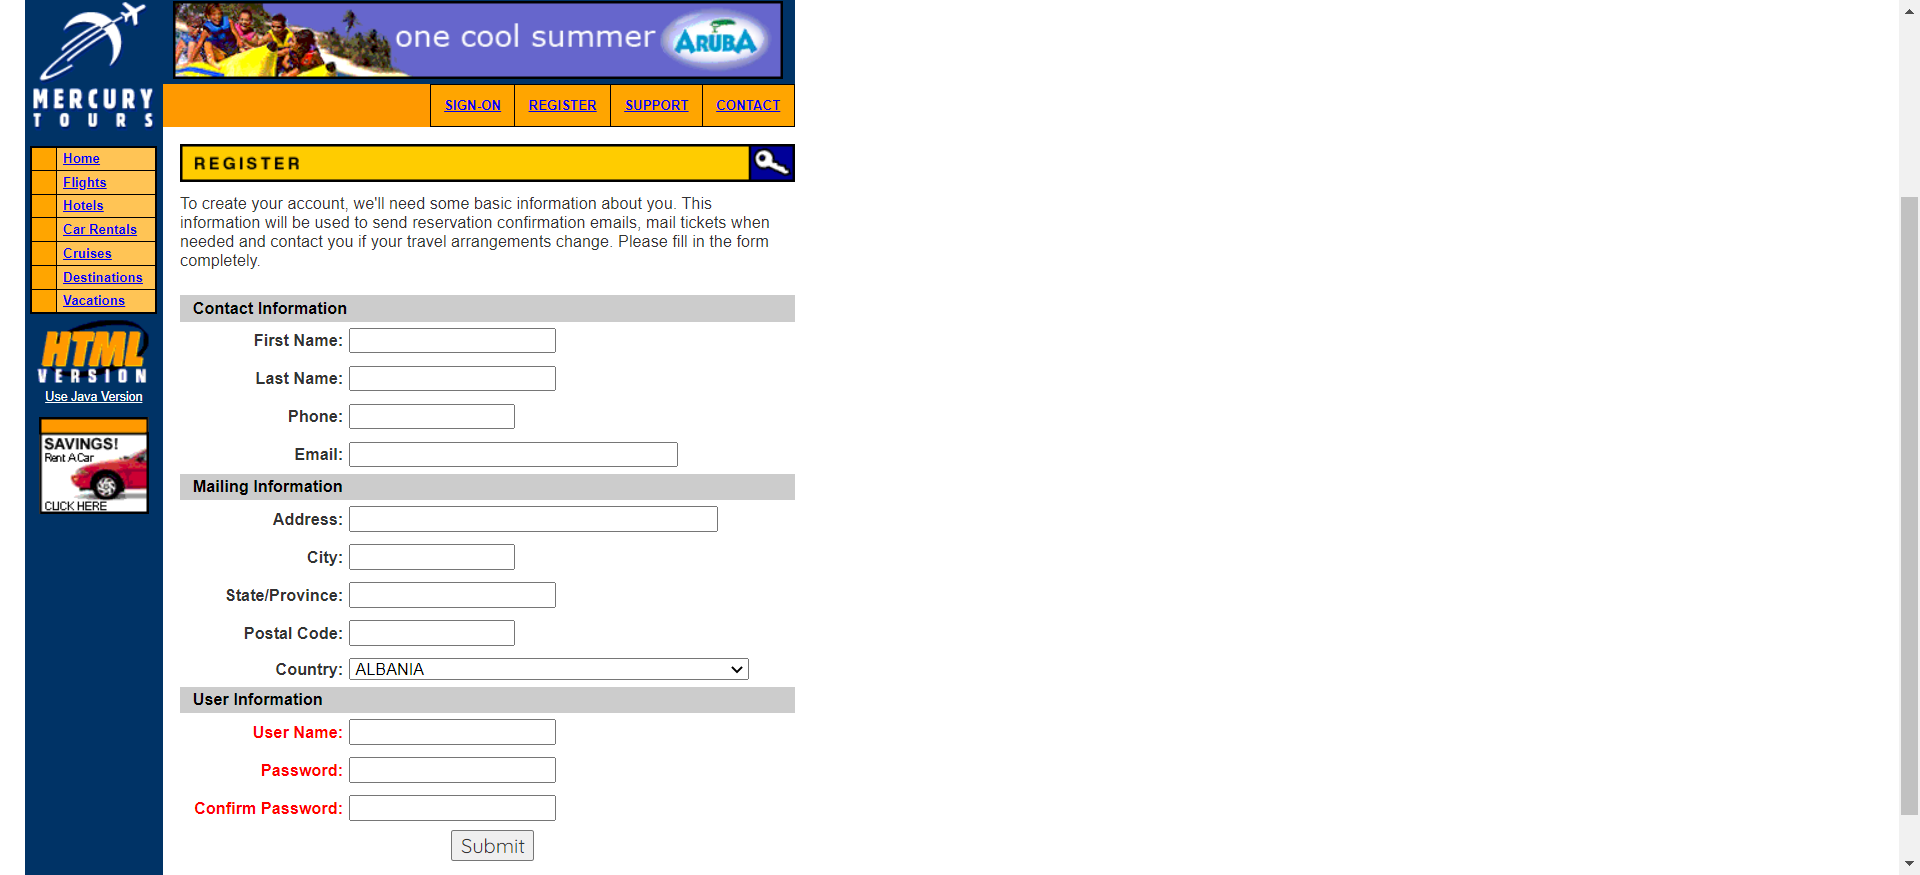 one cool summer ARUBA
MERCURY
TOURS
SIGN-ON REGISTER SUPPORT CONTACT
Home
Flights
Hotels
Car Rentals
Cruises
Destinations
Vacations
HTML
VERSION
Use Java Version
SAVINGS!
Rent A Car
CLICK HERE
REGISTER
To create your account, we'll need some basic information about you. This
information will be used to send reservation confirmation emails, mail tickets when
needed and contact you if your travel arrangements change. Please fill in the form
completely.
Contact Information
First Name:
Last Name:
Phone:
Email:
Mailing Information
Address:
City:
State/Province:
Postal Code:
Country: ALBANIA
User Information
User Name:
Password:
Confirm Password:
Submit